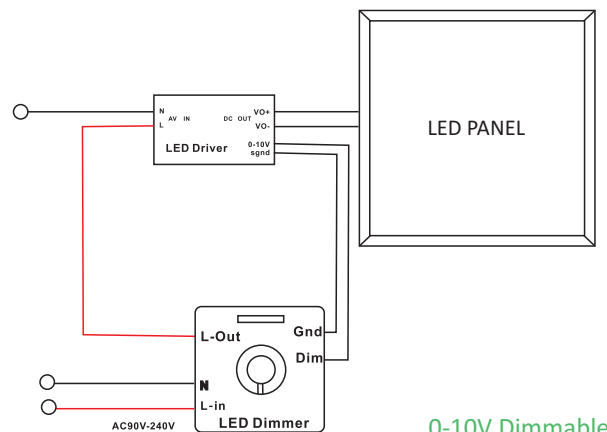 N
AV IN
DC OUT
VO+
L
VO-
LED Driver
0-10V
sgnd
LED PANEL
L-Out
Gnd
Dim
N
L-in
AC90V-240V
LED Dimmer
0-10V Dimmable